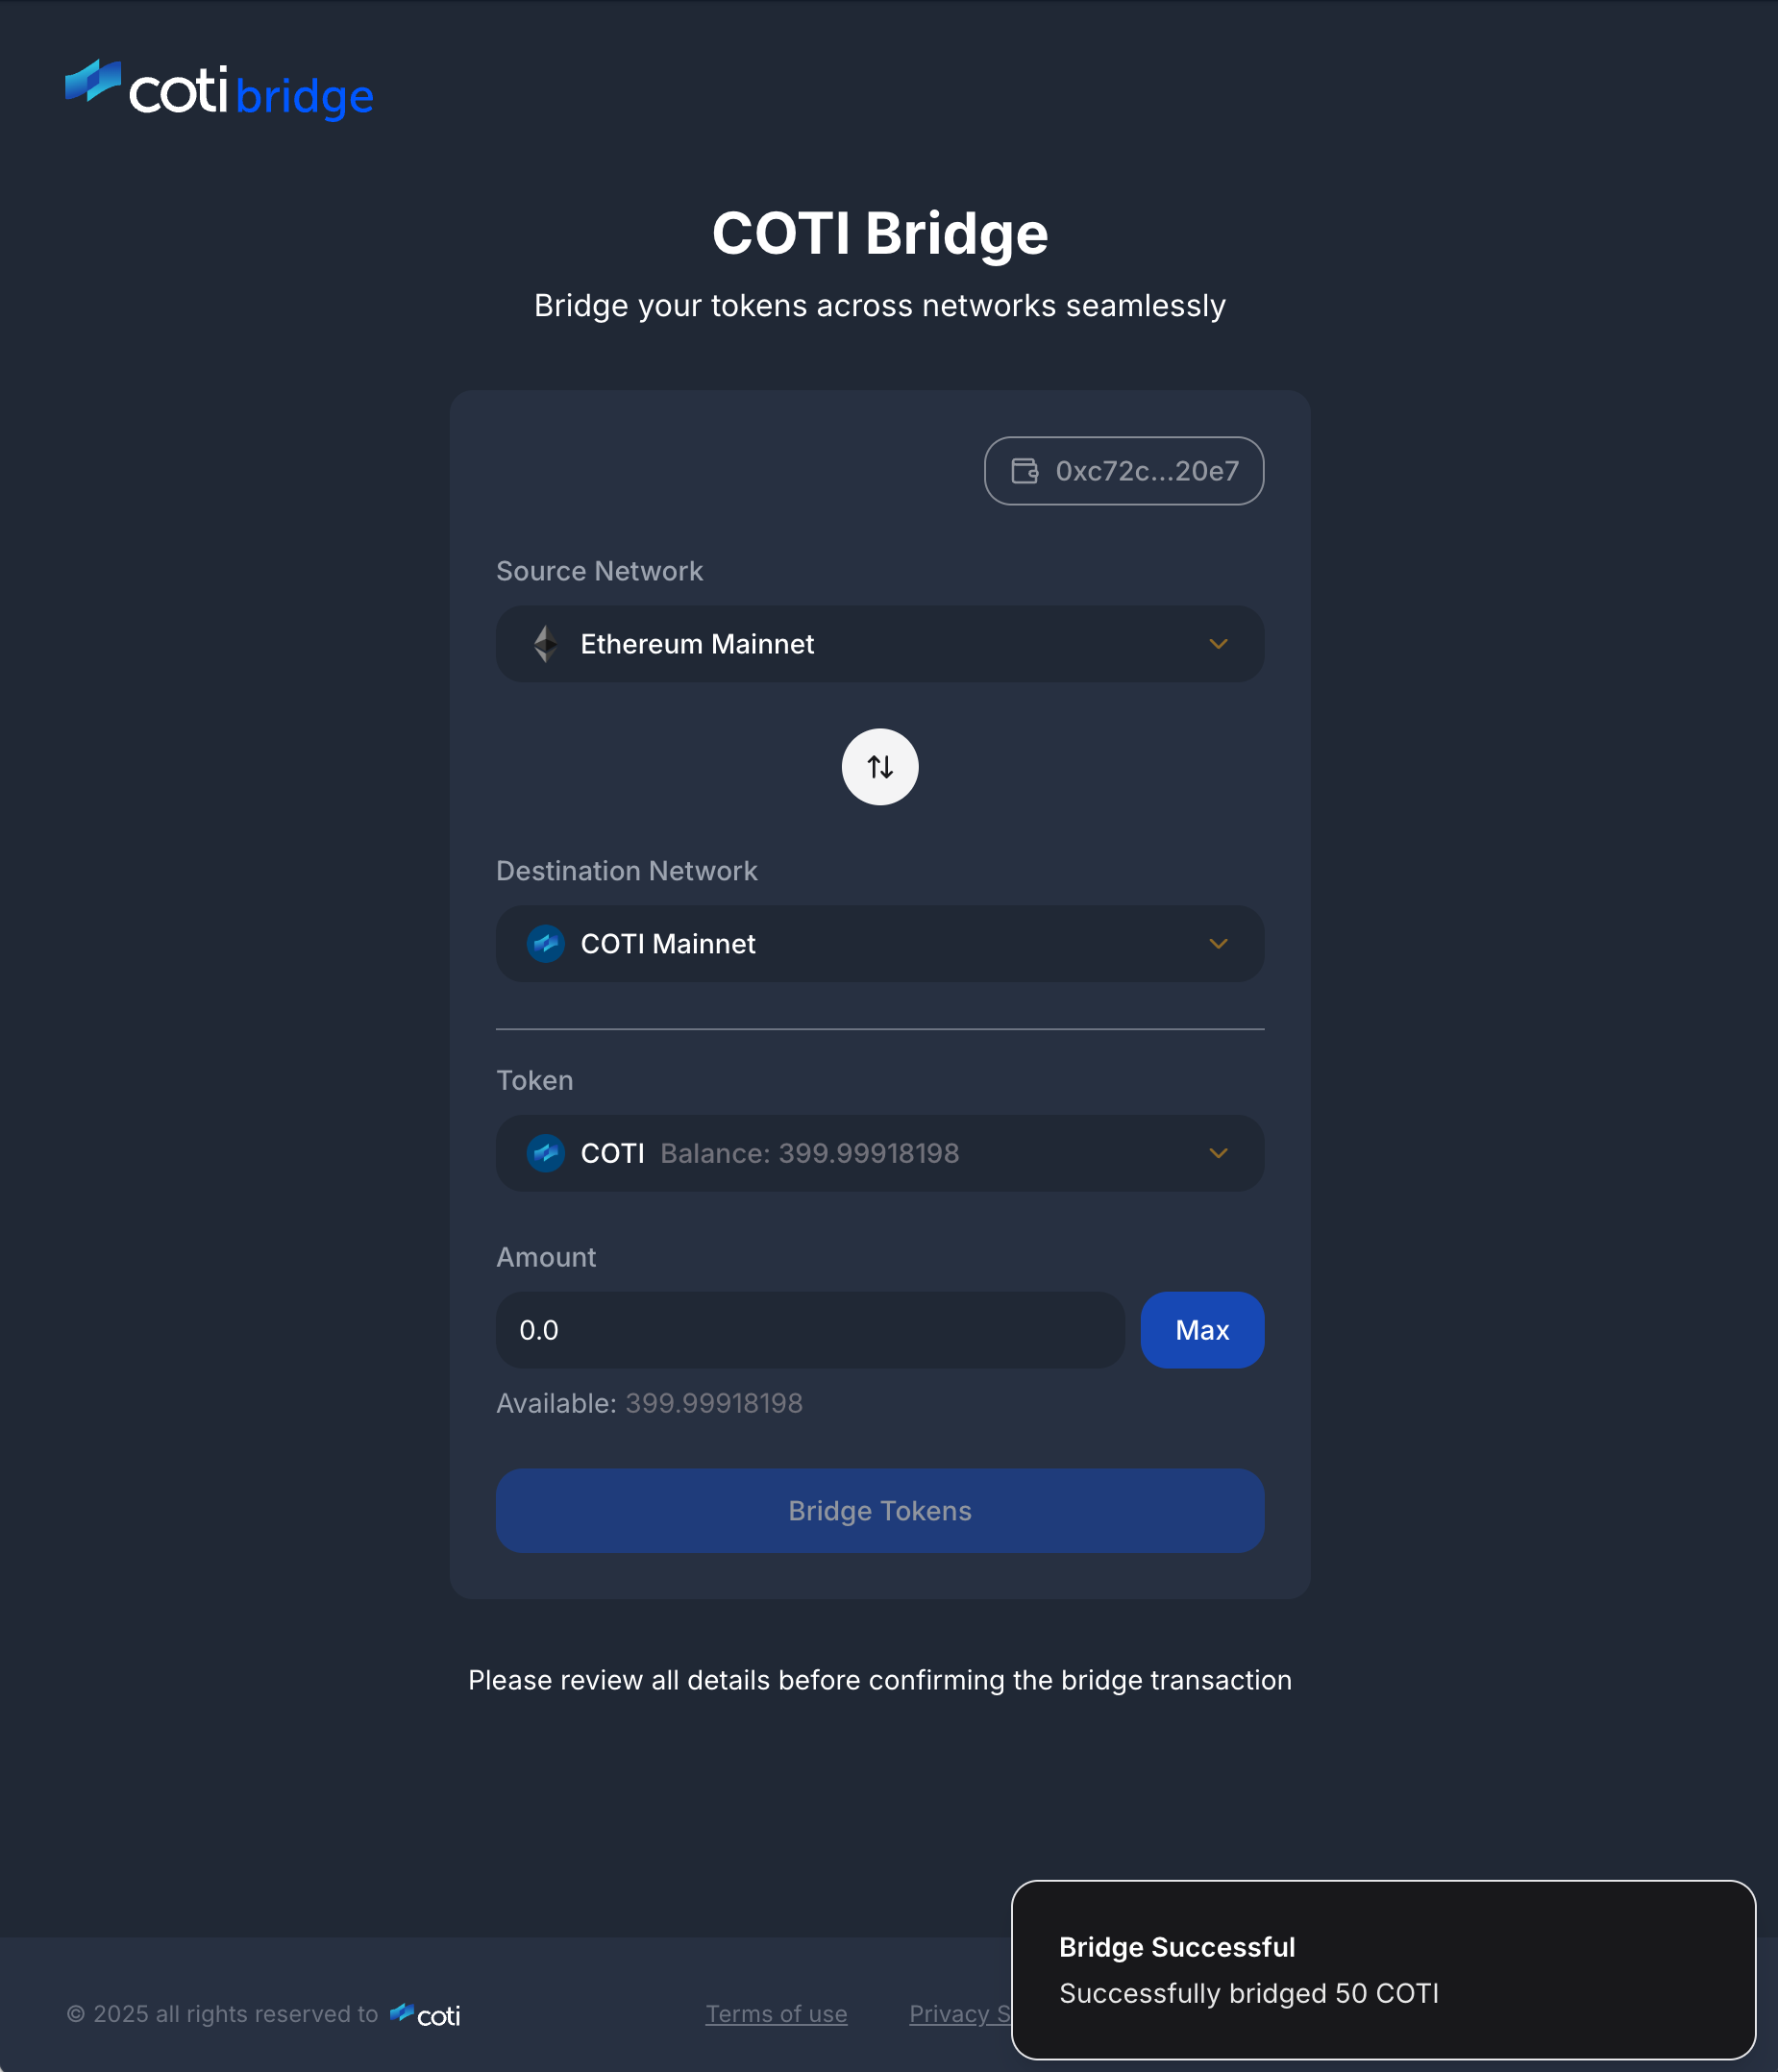 coti bridge
COTI Bridge
Bridge your tokens across networks seamlessly
0xc72c...20e7
Source Network
Ethereum Mainnet
Destination Network
COTI Mainnet
Token
COTI Balance: 399.99918198
Amount
0.0 Max
Available: 399.99918198
Bridge Tokens
Please review all details before confirming the bridge transaction
Bridge Successful
Successfully bridged 50 COTI
© 2025 all rights reserved to coti Terms of use Privacy S